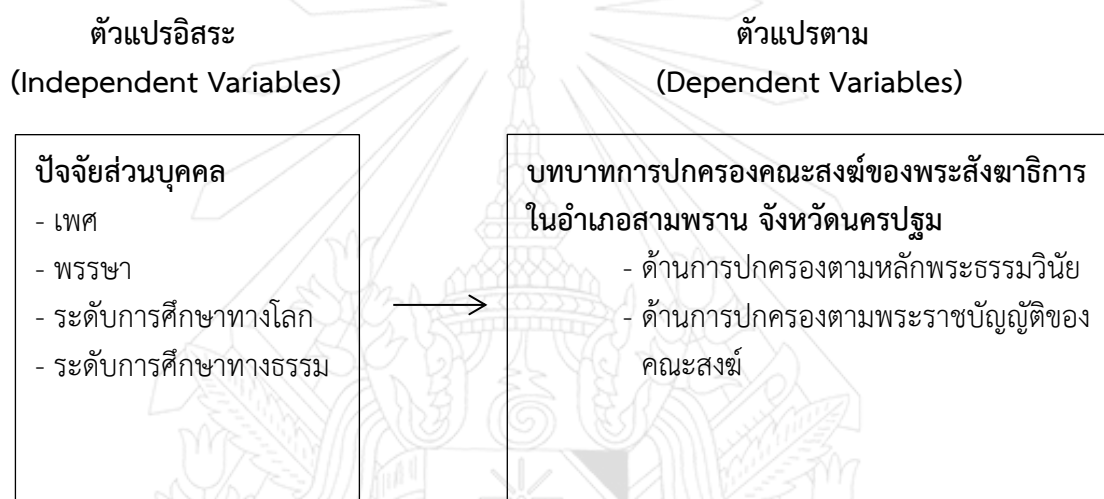 ตัวแปรอิสระ
(Independent Variables)
ตัวแปรตาม
(Dependent Variables)
ปัจจัยส่วนบุคคล
- เพศ
- พรรษา
- ระดับการศึกษาทางโลก
- ระดับการศึกษาทางธรรม
บทบาทการปกครองคณะสงฆ์ของพระสังฆาธิการ
ในอำเภอสามพราน จังหวัดนครปฐม
- ด้านการปกครองตามหลักพระธรรมวินัย
- ด้านการปกครองตามพระราชบัญญัติของ
คณะสงฆ์